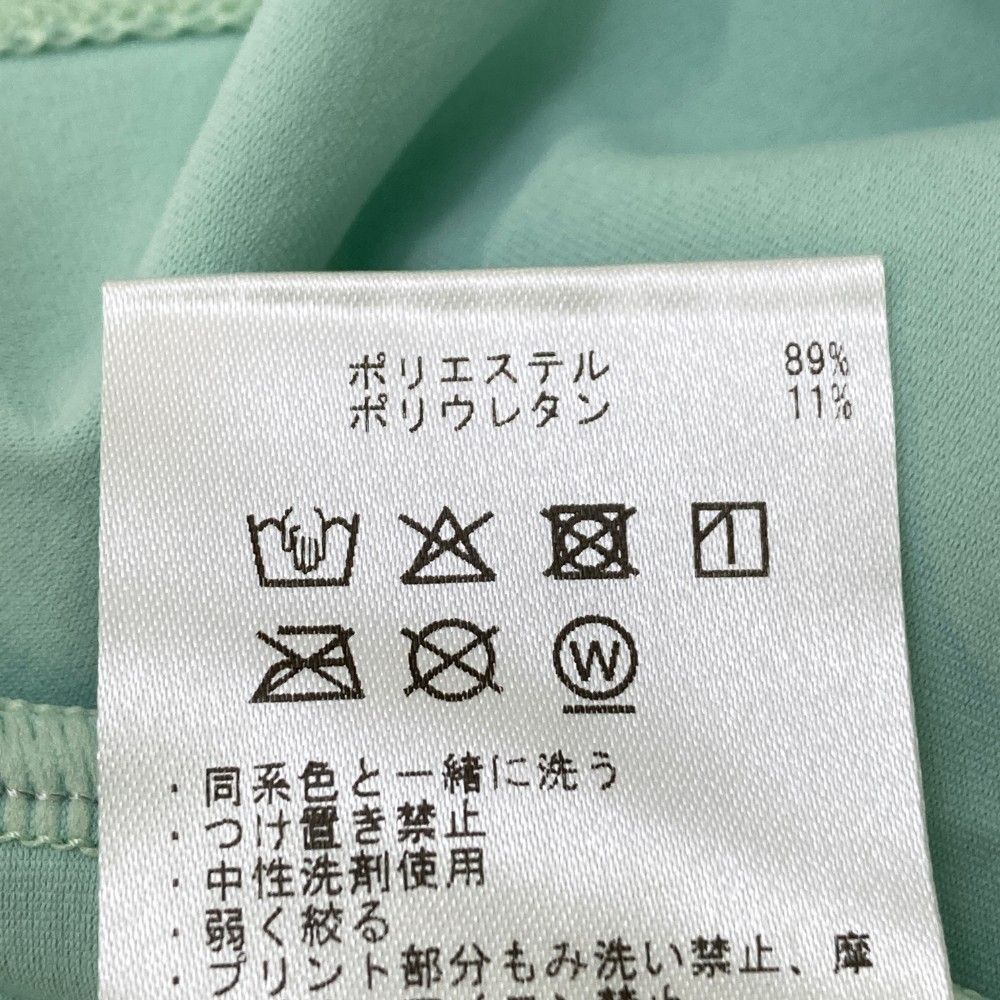 ポリエステル 89%
ポリウレタン 11%
W
・同系色と一緒に洗う
・つけ置き禁止
・中性洗剤使用
・弱く絞る
・プリント部分もみ洗い禁止、摩